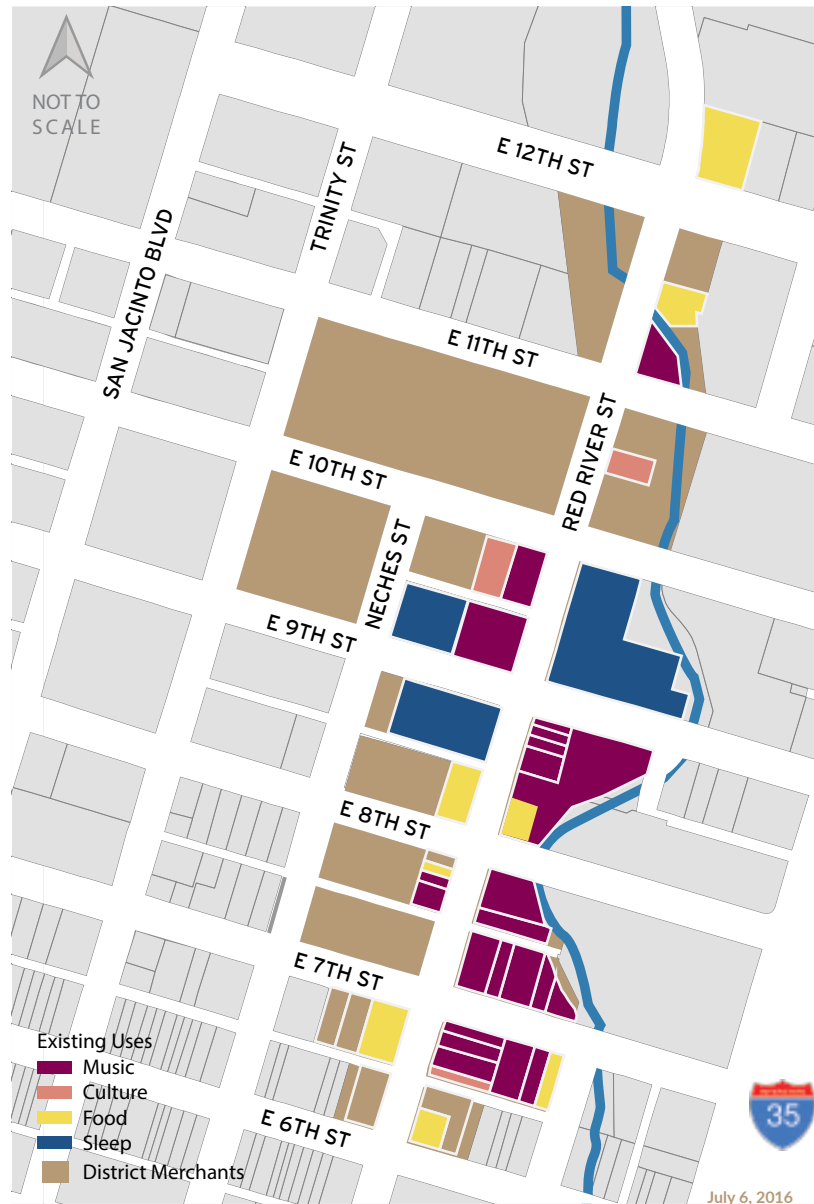 NOT TO
SCALE
E 12TH ST
TRINITY ST
SAN JACINTO BLVD
E 11TH ST
RED RIVER ST
E 10TH ST
NECHES ST
E 9TH ST
E 8TH ST
E 7TH ST
Existing Uses
Music
Culture
Food
Sleep
District Merchants
E 6TH ST
35
July 6, 2016